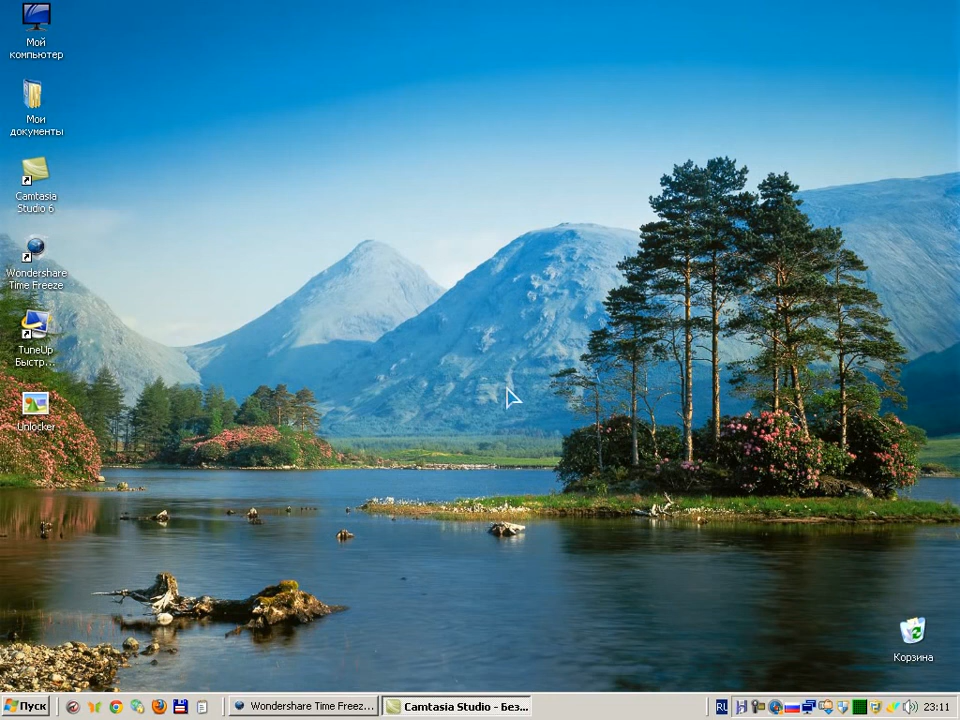 Мой
компьютер
Мои
документы
Camtasia
Studio 6
Wondershare
Time Freeze
TuneUp
Быстр...
Unlocker
Корзина
Пуск
Wondershare Time Freez...
Camtasia Studio - Без...
RL
23:11